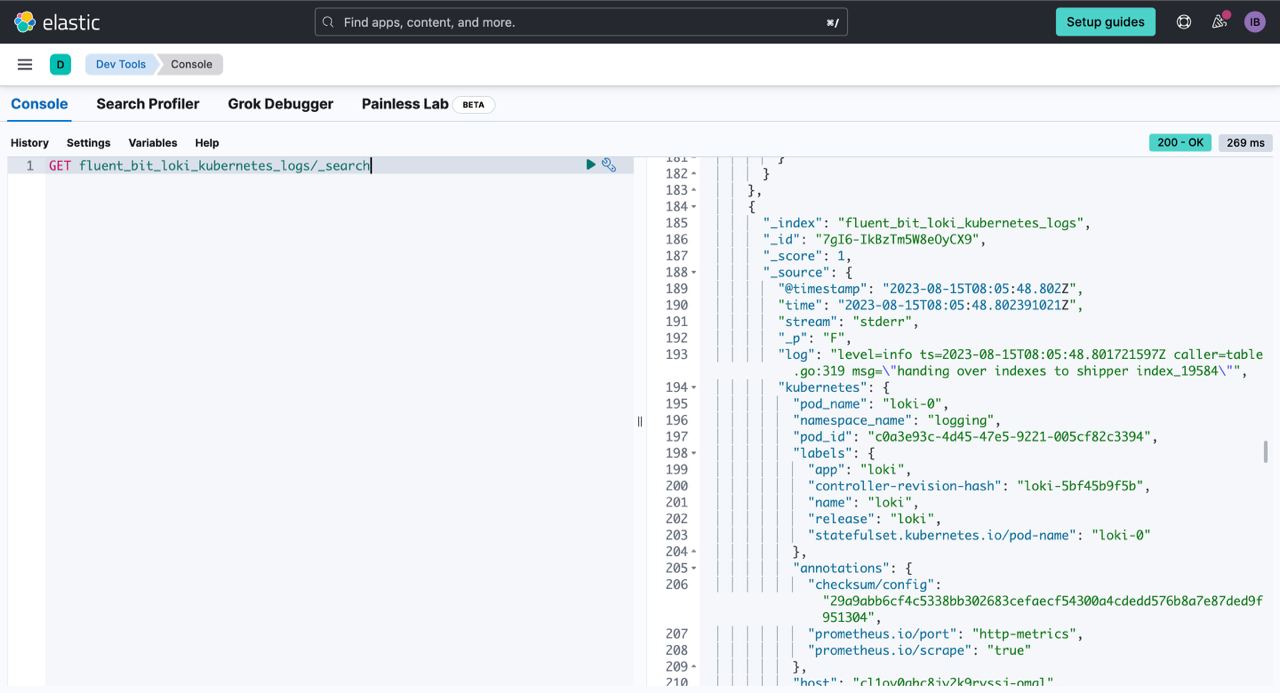 elastic
Find apps, content, and more.
⌘/
Setup guides
IB
D
Dev Tools
Console
Console
Search Profiler
Grok Debugger
Painless Lab
BETA
History
Settings
Variables
Help
200 - OK
269 ms
1 GET fluent_bit_loki_kubernetes_logs/_search
181 }
182 }
183 },
184 {
185 "_index": "fluent_bit_loki_kubernetes_logs",
186 "_id": "7gI6-IkBzTm5W8eOyCX9",
187 "_score": 1,
188 "_source": {
189 "@timestamp": "2023-08-15T08:05:48.802Z",
190 "time": "2023-08-15T08:05:48.802391021Z",
191 "stream": "stderr",
192 "_p": "F",
193 "log": "level=info ts=2023-08-15T08:05:48.801721597Z caller=table
.go:319 msg=\"handing over indexes to shipper index_19584\"",
194 "kubernetes": {
195 "pod_name": "loki-0",
196 "namespace_name": "logging",
197 "pod_id": "c0a3e93c-4d45-47e5-9221-005cf82c3394",
198 "labels": {
199 "app": "loki",
200 "controller-revision-hash": "loki-5bf45b9f5b",
201 "name": "loki",
202 "release": "loki",
203 "statefulset.kubernetes.io/pod-name": "loki-0"
204 },
205 "annotations": {
206 "checksum/config":
"29a9abb6cf4c5338bb302683cefaecf54300a4cdedd576b8a7e87ded9f
951304",
207 "prometheus.io/port": "http-metrics",
208 "prometheus.io/scrape": "true"
209 },
210 "host":